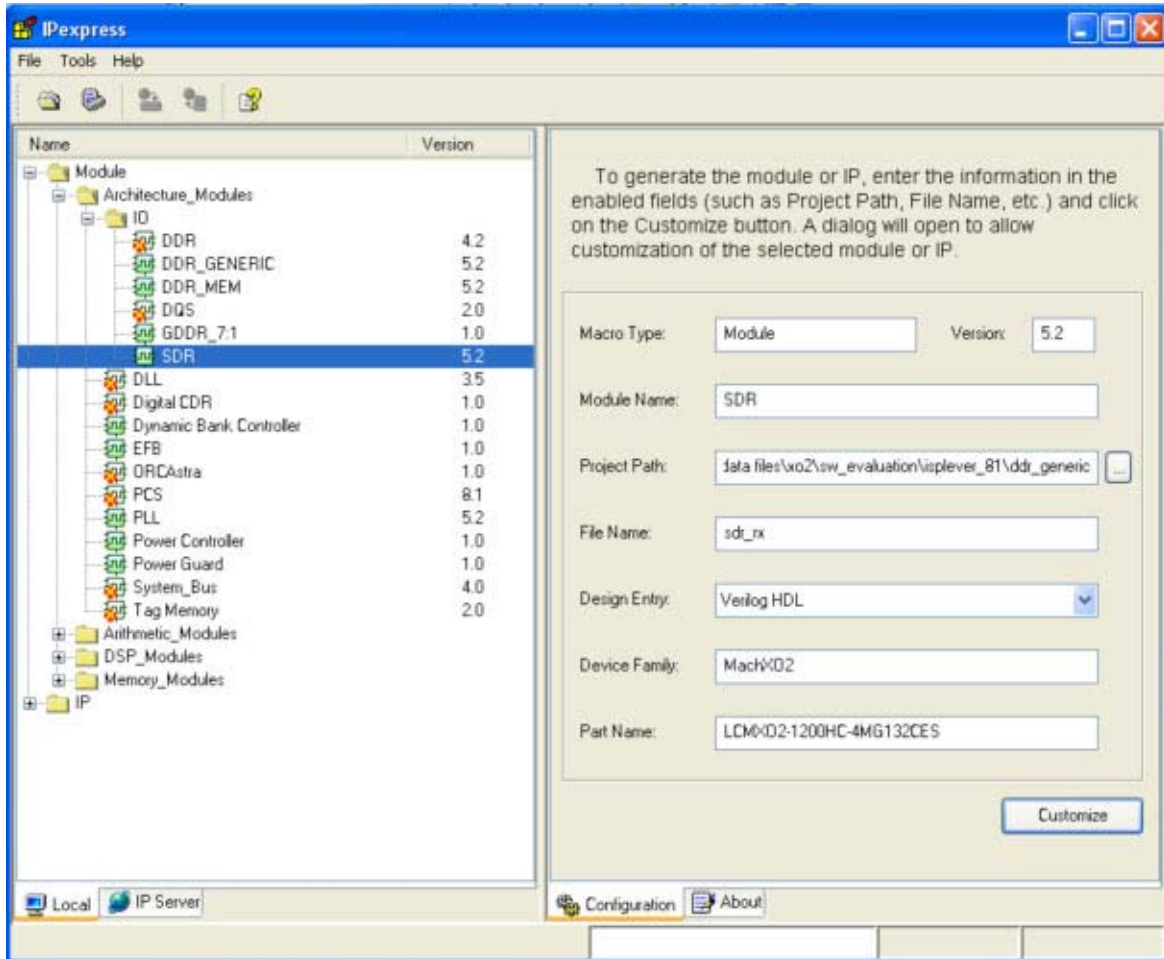 IPexpress
File Tools Help
Name Version
Module
Architecture_Modules
IO
DDR 4.2
DDR_GENERIC 5.2
DDR_MEM 5.2
DQS 2.0
GDDR_7:1 1.0
SDR 5.2
DLL 3.5
Digital CDR 1.0
Dynamic Bank Controller 1.0
EFB 1.0
ORCAstra 1.0
PCS 8.1
PLL 5.2
Power Controller 1.0
Power Guard 1.0
System_Bus 4.0
Tag Memory 2.0
Arithmetic_Modules
DSP_Modules
Memory_Modules
IP
Local IP Server
To generate the module or IP, enter the information in the
enabled fields (such as Project Path, File Name, etc.) and click
on the Customize button. A dialog will open to allow
customization of the selected module or IP.
Macro Type: Module Version: 5.2
Module Name: SDR
Project Path: data files\xo2\sw_evaluation\isplever_81\ddr_generic ...
File Name: sdr_rx
Design Entry: Verilog HDL
Device Family: MachXO2
Part Name: LCMXO2-1200HC-4MG132CES
Customize
Configuration About